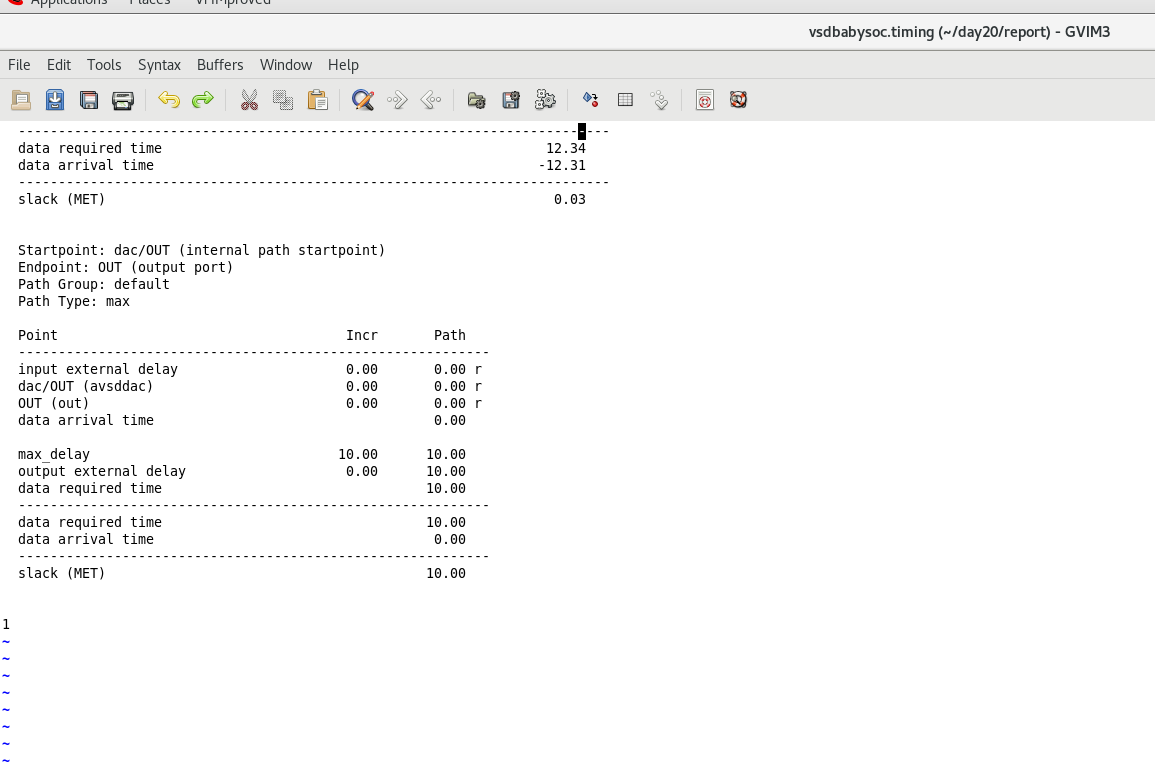 Applications Places VI Improved
vsdbabysoc.timing (~/day20/report) - GVIM3
File Edit Tools Syntax Buffers Window Help
--------------------------------------------------------------------------
data required time 12.34
data arrival time -12.31
--------------------------------------------------------------------------
slack (MET) 0.03
Startpoint: dac/OUT (internal path startpoint)
Endpoint: OUT (output port)
Path Group: default
Path Type: max
Point Incr Path
-----------------------------------------------------------
input external delay 0.00 0.00 r
dac/OUT (avsddac) 0.00 0.00 r
OUT (out) 0.00 0.00 r
data arrival time 0.00
max_delay 10.00 10.00
output external delay 0.00 10.00
data required time 10.00
-----------------------------------------------------------
data required time 10.00
data arrival time 0.00
-----------------------------------------------------------
slack (MET) 10.00
1
~
~
~
~
~
~
~
~